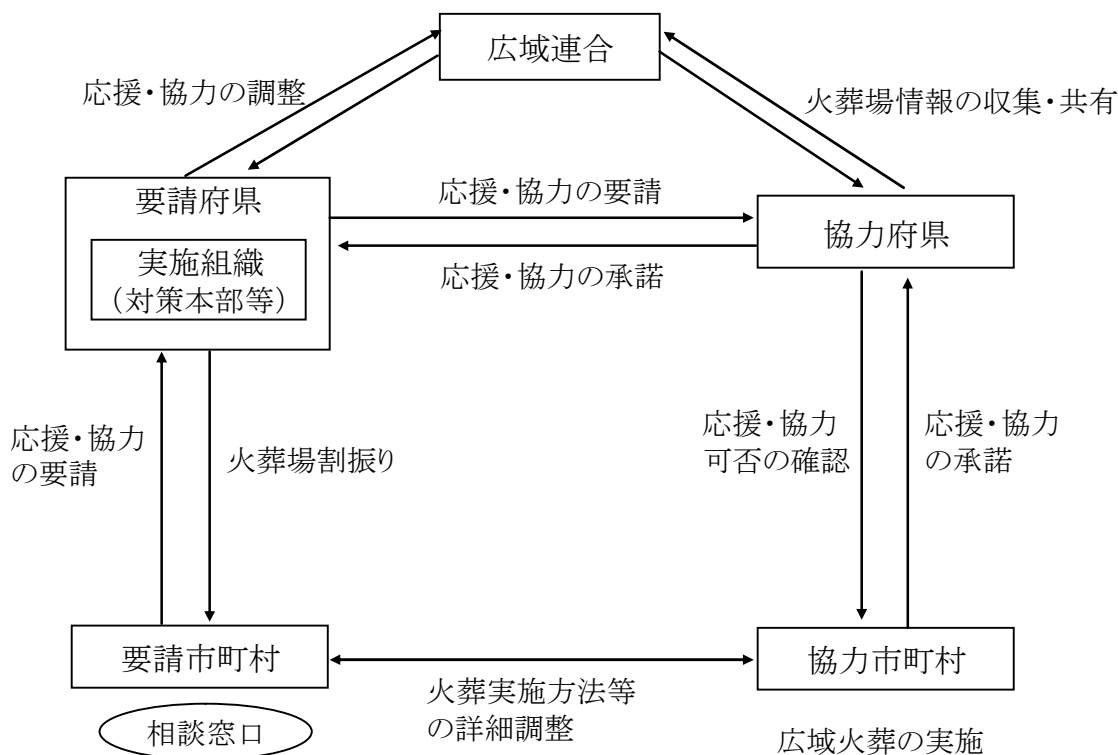 広域連合
応援・協力の調整
火葬場情報の収集・共有
要請府県
実施組織
（対策本部等）
応援・協力の要請
応援・協力の承諾
協力府県
応援・協力
の要請
火葬場割振り
応援・協力
可否の確認
応援・協力
の承諾
要請市町村
協力市町村
火葬実施方法等
の詳細調整
相談窓口
広域火葬の実施